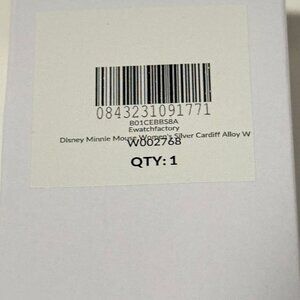 0843231091771
B01CEBBS8A
Ewatchfactory
Disney Minnie Mouse Women's Silver Cardiff Alloy W
W002768
QTY: 1